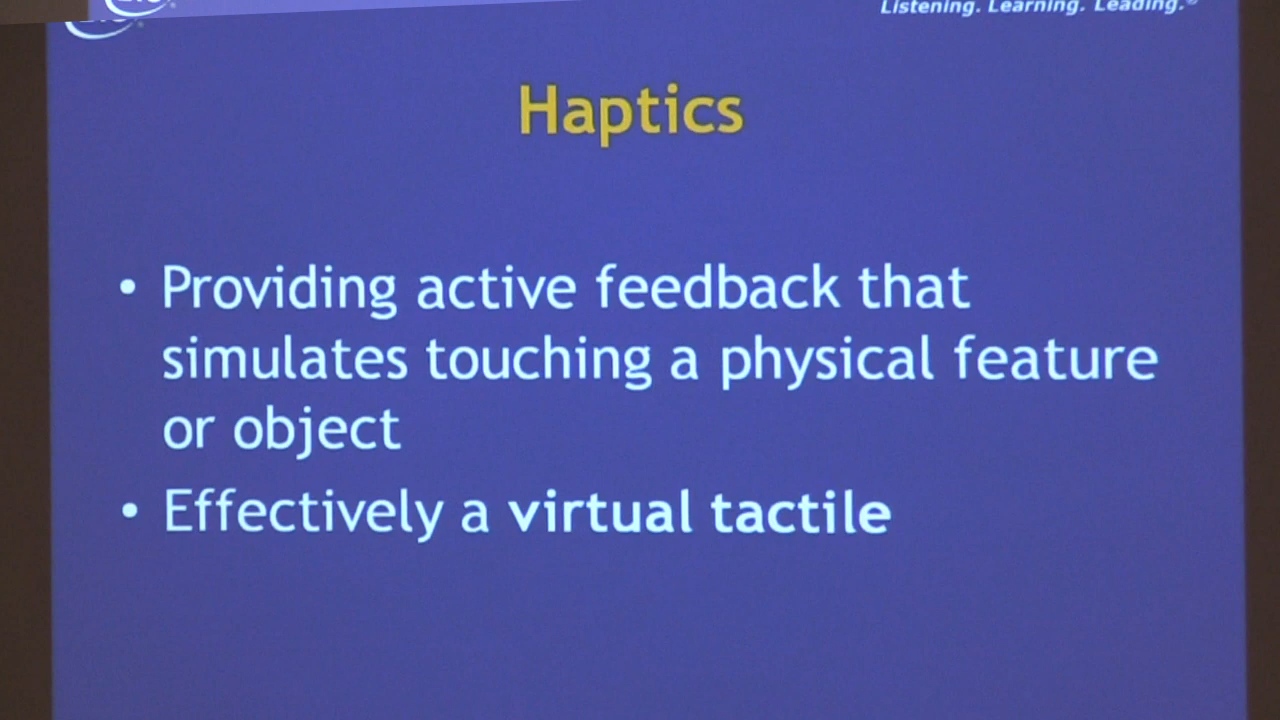 Listening. Learning. Leading.®
Haptics
• Providing active feedback that
simulates touching a physical feature
or object
• Effectively a virtual tactile